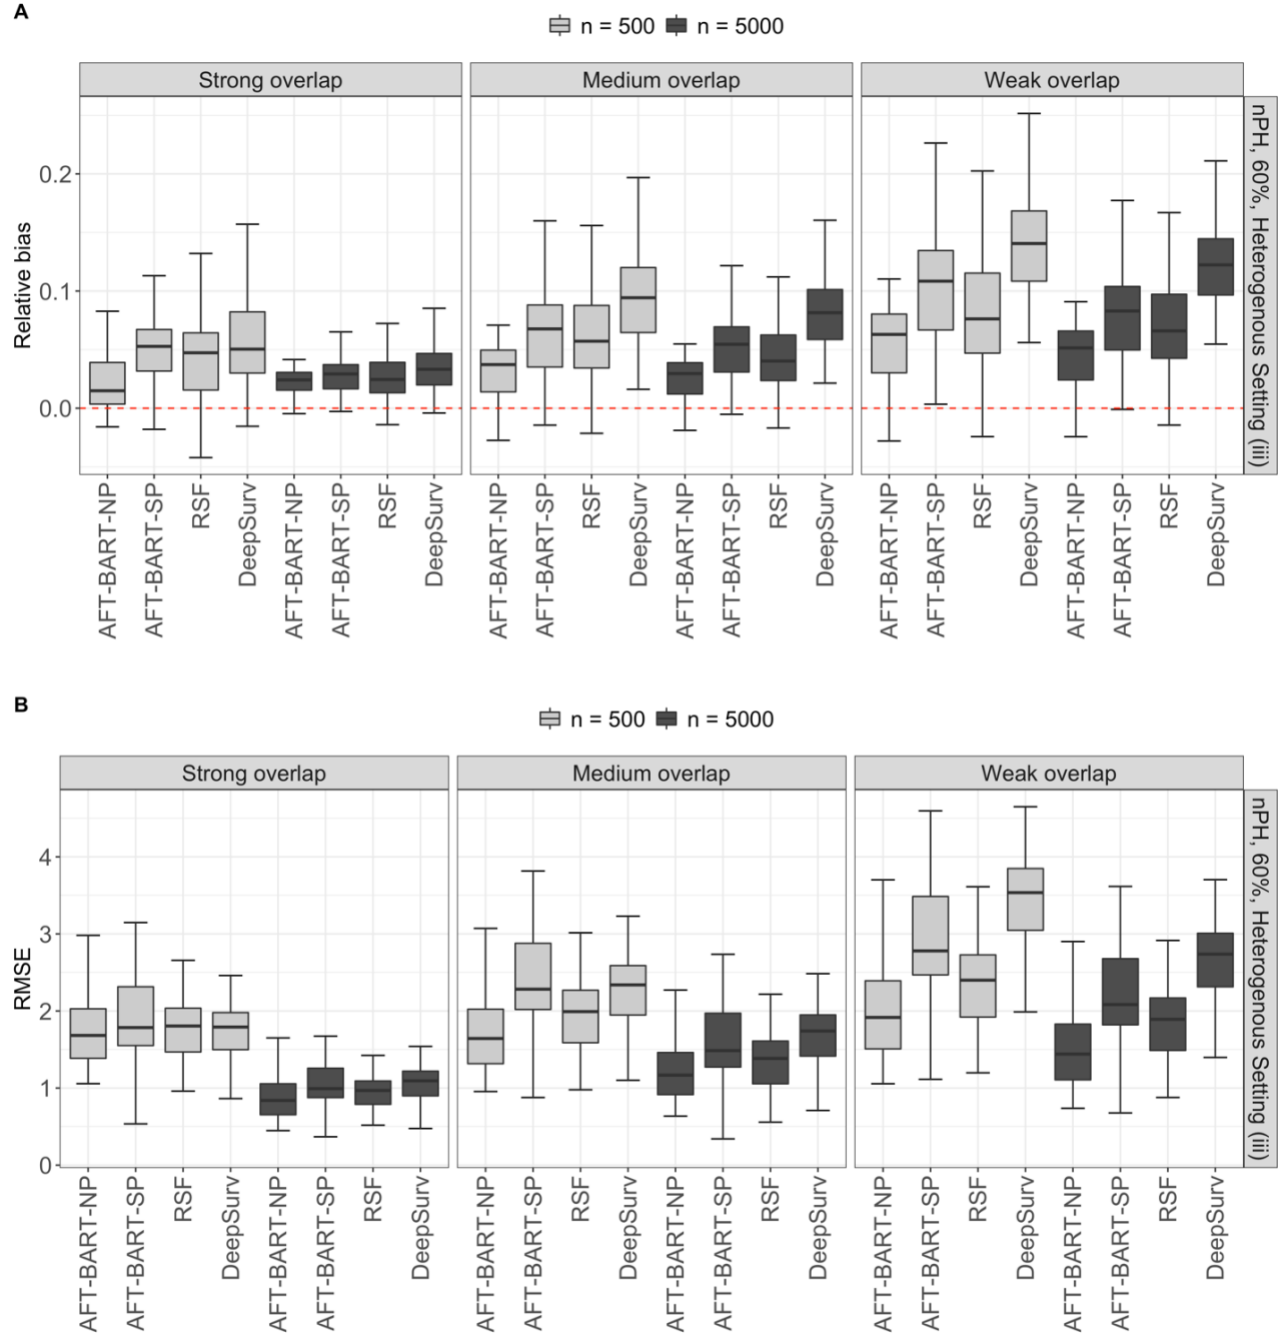 A
n = 500 n = 5000
Strong overlap Medium overlap Weak overlap
Relative bias
0.2
0.1
0.0
nPH, 60%, Heterogenous Setting (iii)
AFT-BART-NP AFT-BART-SP RSF DeepSurv AFT-BART-NP AFT-BART-SP RSF DeepSurv AFT-BART-NP AFT-BART-SP RSF DeepSurv AFT-BART-NP AFT-BART-SP RSF DeepSurv AFT-BART-NP AFT-BART-SP RSF DeepSurv AFT-BART-NP AFT-BART-SP RSF DeepSurv
B
n = 500 n = 5000
Strong overlap Medium overlap Weak overlap
RMSE
4
3
2
1
0
nPH, 60%, Heterogenous Setting (iii)
AFT-BART-NP AFT-BART-SP RSF DeepSurv AFT-BART-NP AFT-BART-SP RSF DeepSurv AFT-BART-NP AFT-BART-SP RSF DeepSurv AFT-BART-NP AFT-BART-SP RSF DeepSurv AFT-BART-NP AFT-BART-SP RSF DeepSurv AFT-BART-NP AFT-BART-SP RSF DeepSurv